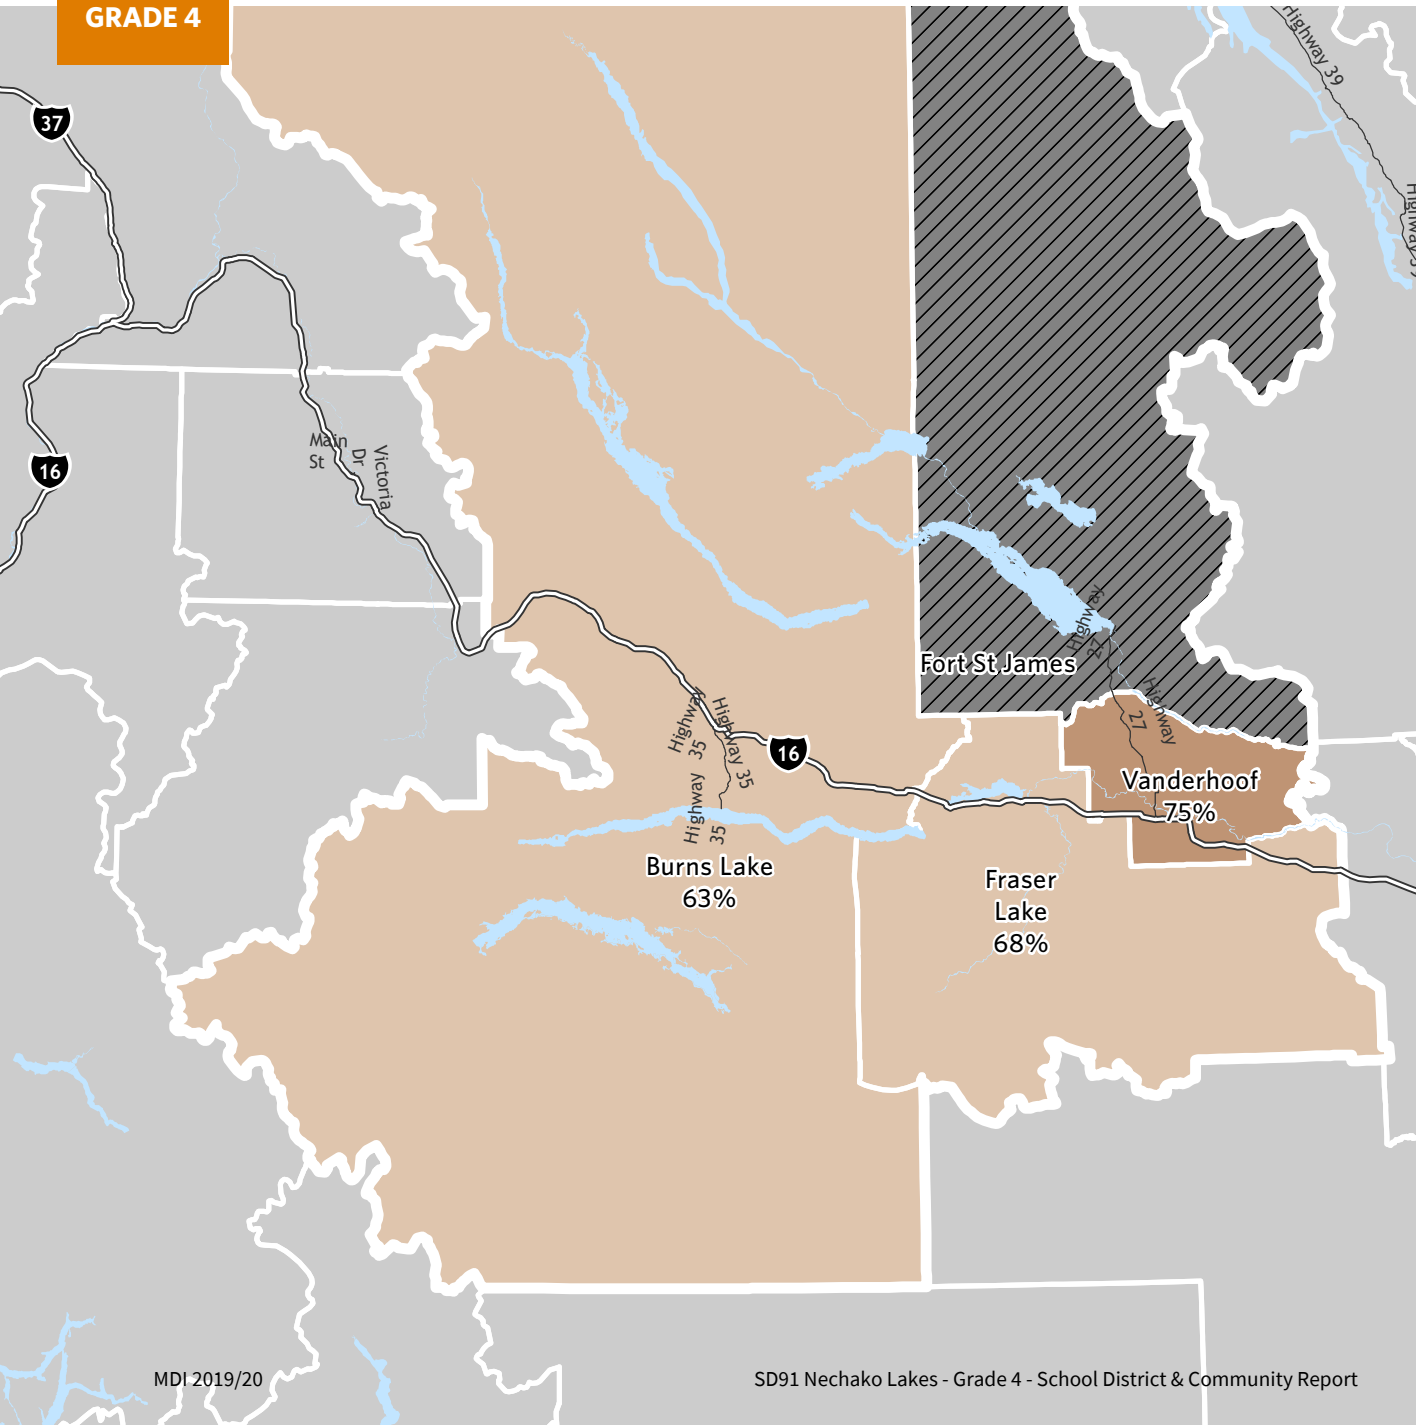 GRADE 4
Highway 39
37
Highway 39
16
Main
St
Victoria
Dr
Highway
27
Fort St James
Highway
27
Highway
35
Highway 35
16
Highway
35
Vanderhoof
75%
Burns Lake
63%
Fraser
Lake
68%
MDI 2019/20
SD91 Nechako Lakes - Grade 4 - School District & Community Report